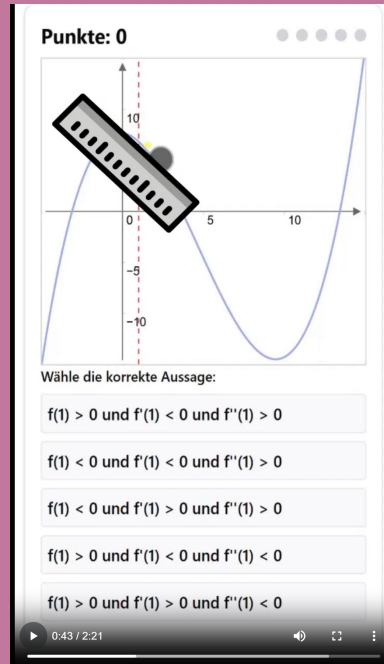 Punkte: 0
10
0
5
10
−5
−10
Wähle die korrekte Aussage:
f(1) > 0 und f'(1) < 0 und f''(1) > 0
f(1) < 0 und f'(1) < 0 und f''(1) > 0
f(1) < 0 und f'(1) > 0 und f''(1) > 0
f(1) > 0 und f'(1) < 0 und f''(1) < 0
f(1) > 0 und f'(1) > 0 und f''(1) < 0
0:43 / 2:21